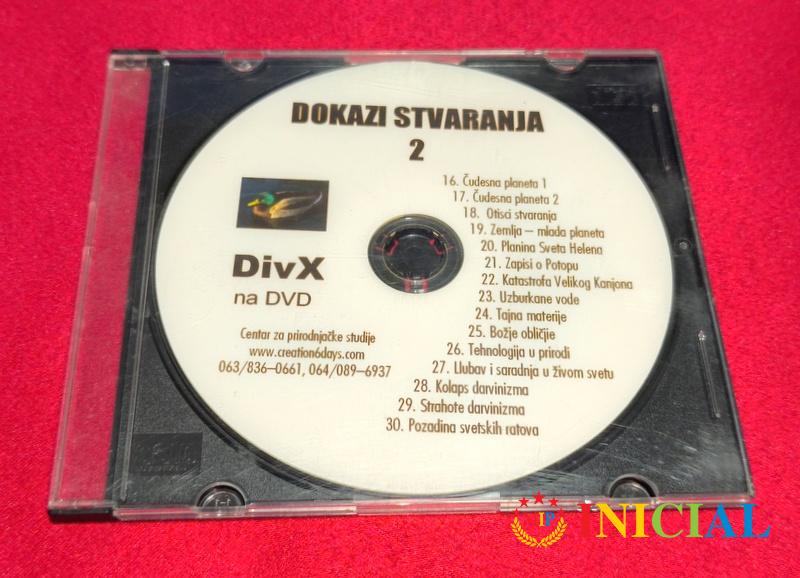 DOKAZI STVARANJA
2
16. Čudesna planeta 1
17. Čudesna planeta 2
18. Otisci stvaranja
19. Zemlja – mlada planeta
20. Planina Sveta Helena
21. Zapisi o Potopu
22. Katastrofa Velikog Kanjona
23. Uzburkane vode
24. Tajna materije
25. Božje obličje
26. Tehnologija u prirodi
27. Llubav i saradnja u živom svetu
28. Kolaps darvinizma
29. Strahote darvinizma
30. Pozadina svetskih ratova
DivX
na DVD
Centar za prirodnjačke studije
www.creation6days.com
063/836–0661, 064/089–6937
IP INICIAL